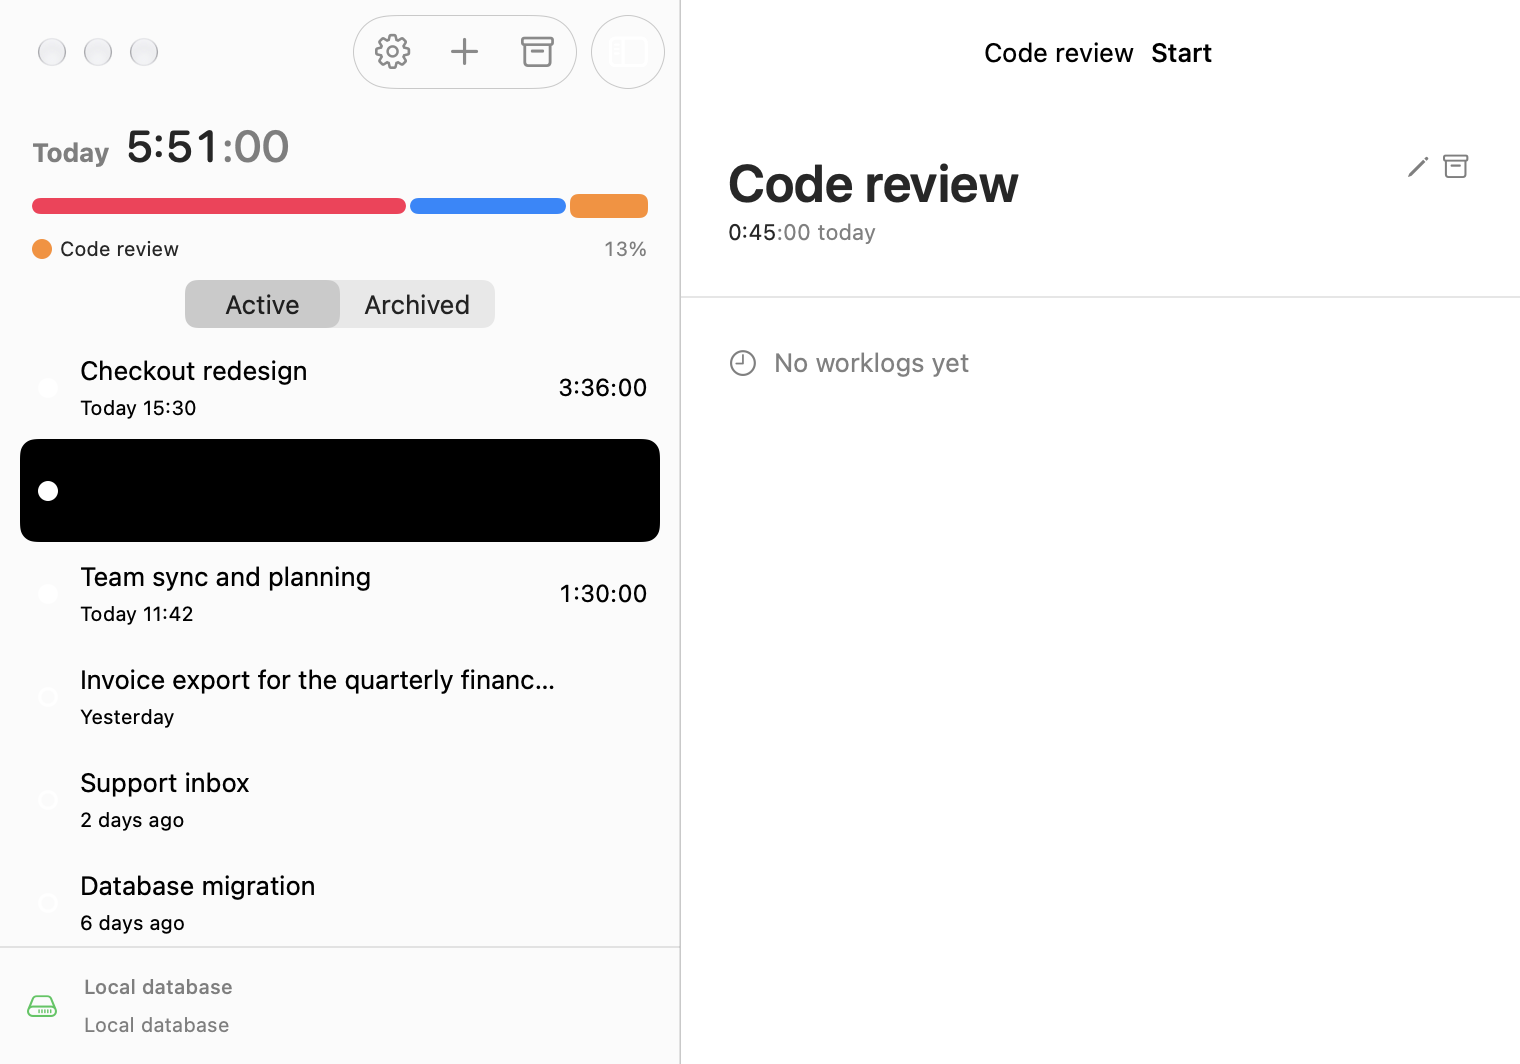 Today 5:51:00
Code review 13%
Active Archived
Checkout redesign
Today 15:30
3:36:00
Team sync and planning
Today 11:42
1:30:00
Invoice export for the quarterly financ...
Yesterday
Support inbox
2 days ago
Database migration
6 days ago
Local database
Local database
Code review Start
Code review
0:45:00 today
No worklogs yet